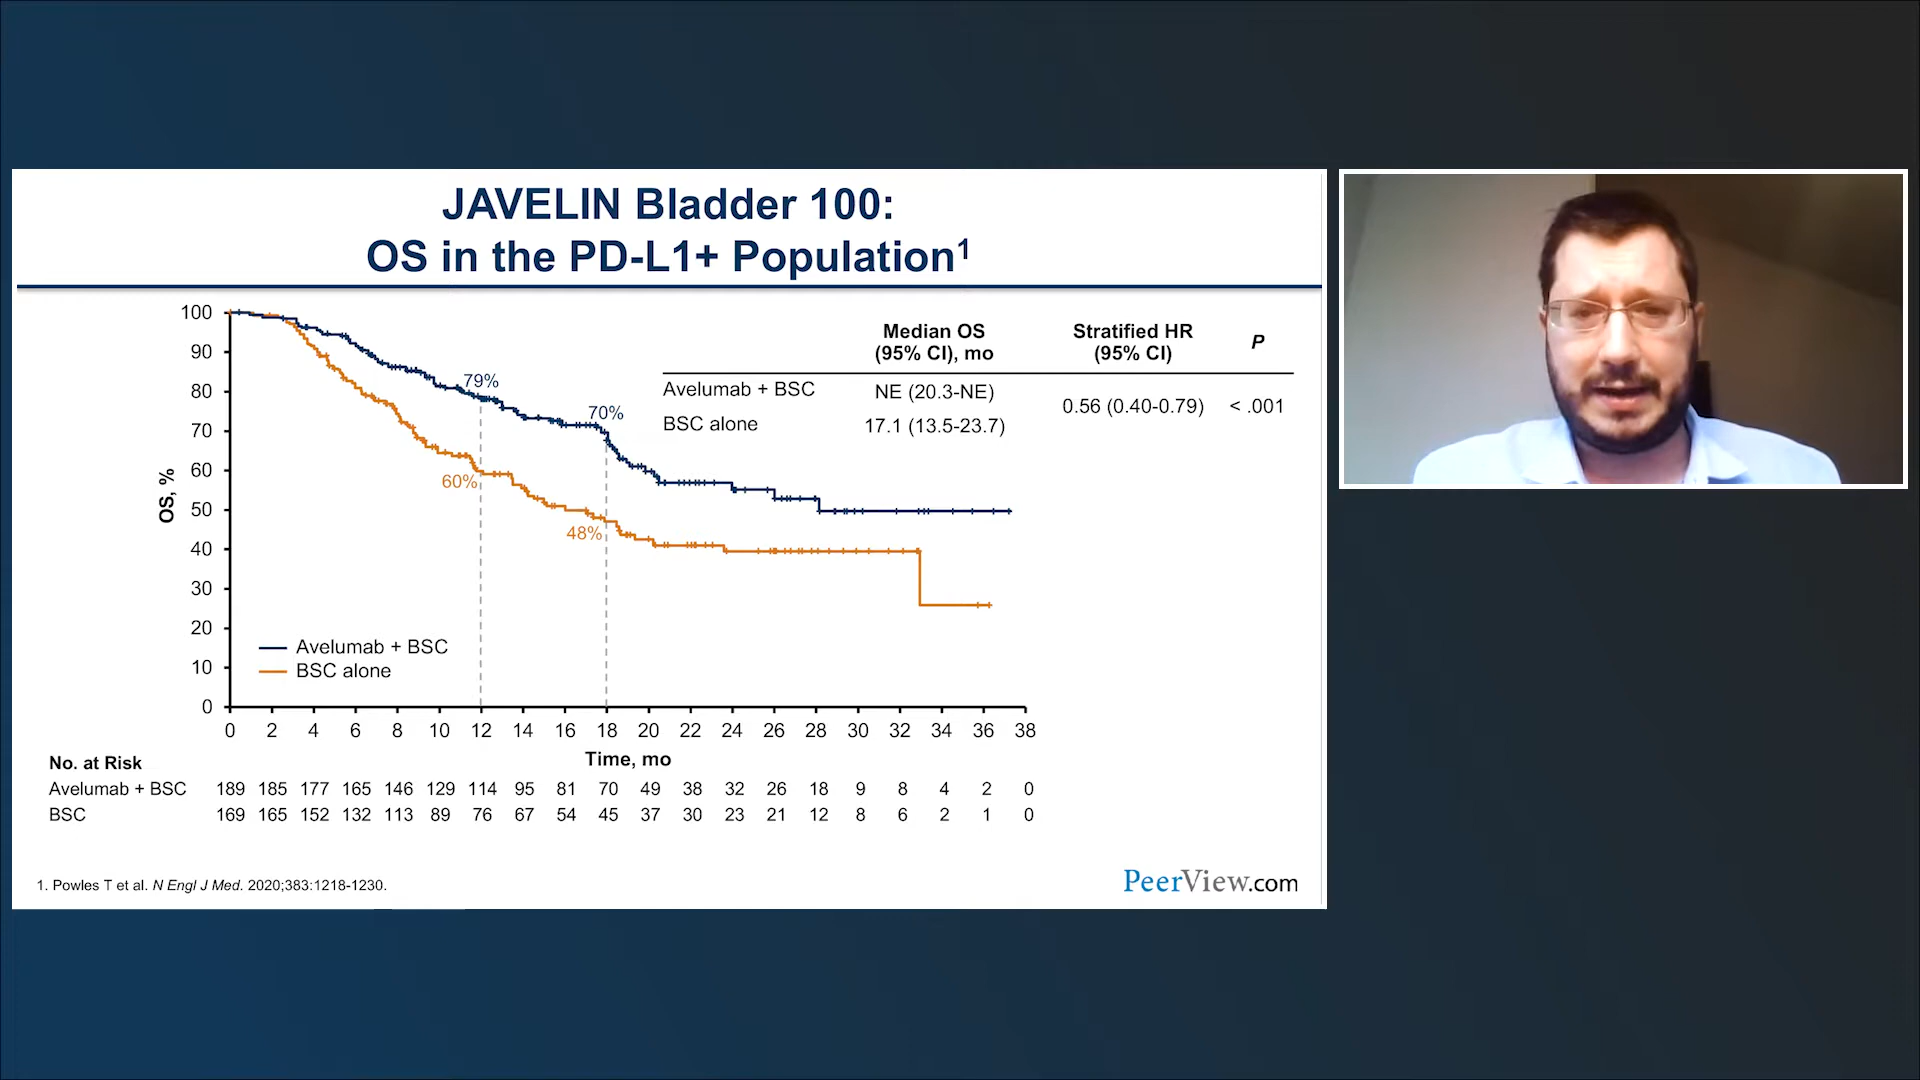 JAVELIN Bladder 100:
OS in the PD-L1+ Population1
Median OS (95% CI), mo
Stratified HR (95% CI)
P
Avelumab + BSC
NE (20.3-NE)
BSC alone
17.1 (13.5-23.7)
0.56 (0.40-0.79)
< .001
OS, %
100
90
80
70
60
50
40
30
20
10
0
79%
70%
60%
48%
Avelumab + BSC
BSC alone
0 2 4 6 8 10 12 14 16 18 20 22 24 26 28 30 32 34 36 38
Time, mo
No. at Risk
Avelumab + BSC 189 185 177 165 146 129 114 95 81 70 49 38 32 26 18 9 8 4 2 0
BSC 169 165 152 132 113 89 76 67 54 45 37 30 23 21 12 8 6 2 1 0
1. Powles T et al. N Engl J Med. 2020;383:1218-1230.
PeerView.com